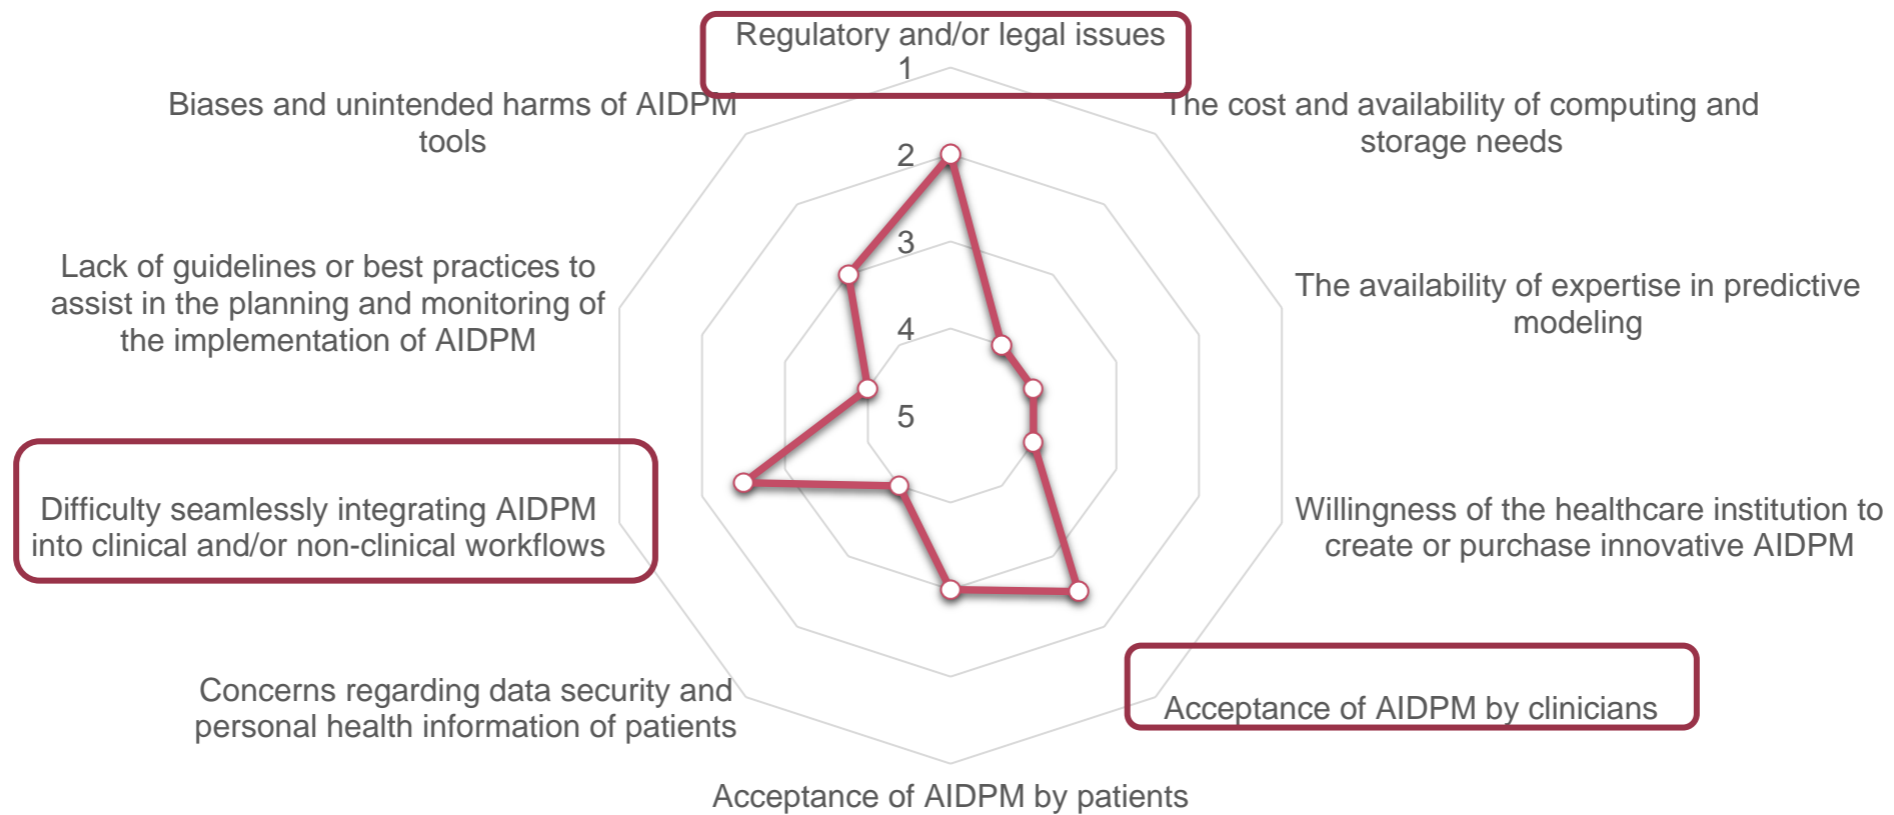 Regulatory and/or legal issues
1
2
3
4
5
The cost and availability of computing and
storage needs
The availability of expertise in predictive
modeling
Willingness of the healthcare institution to
create or purchase innovative AIDPM
Acceptance of AIDPM by clinicians
Acceptance of AIDPM by patients
Concerns regarding data security and
personal health information of patients
Difficulty seamlessly integrating AIDPM
into clinical and/or non-clinical workflows
Lack of guidelines or best practices to
assist in the planning and monitoring of
the implementation of AIDPM
Biases and unintended harms of AIDPM
tools